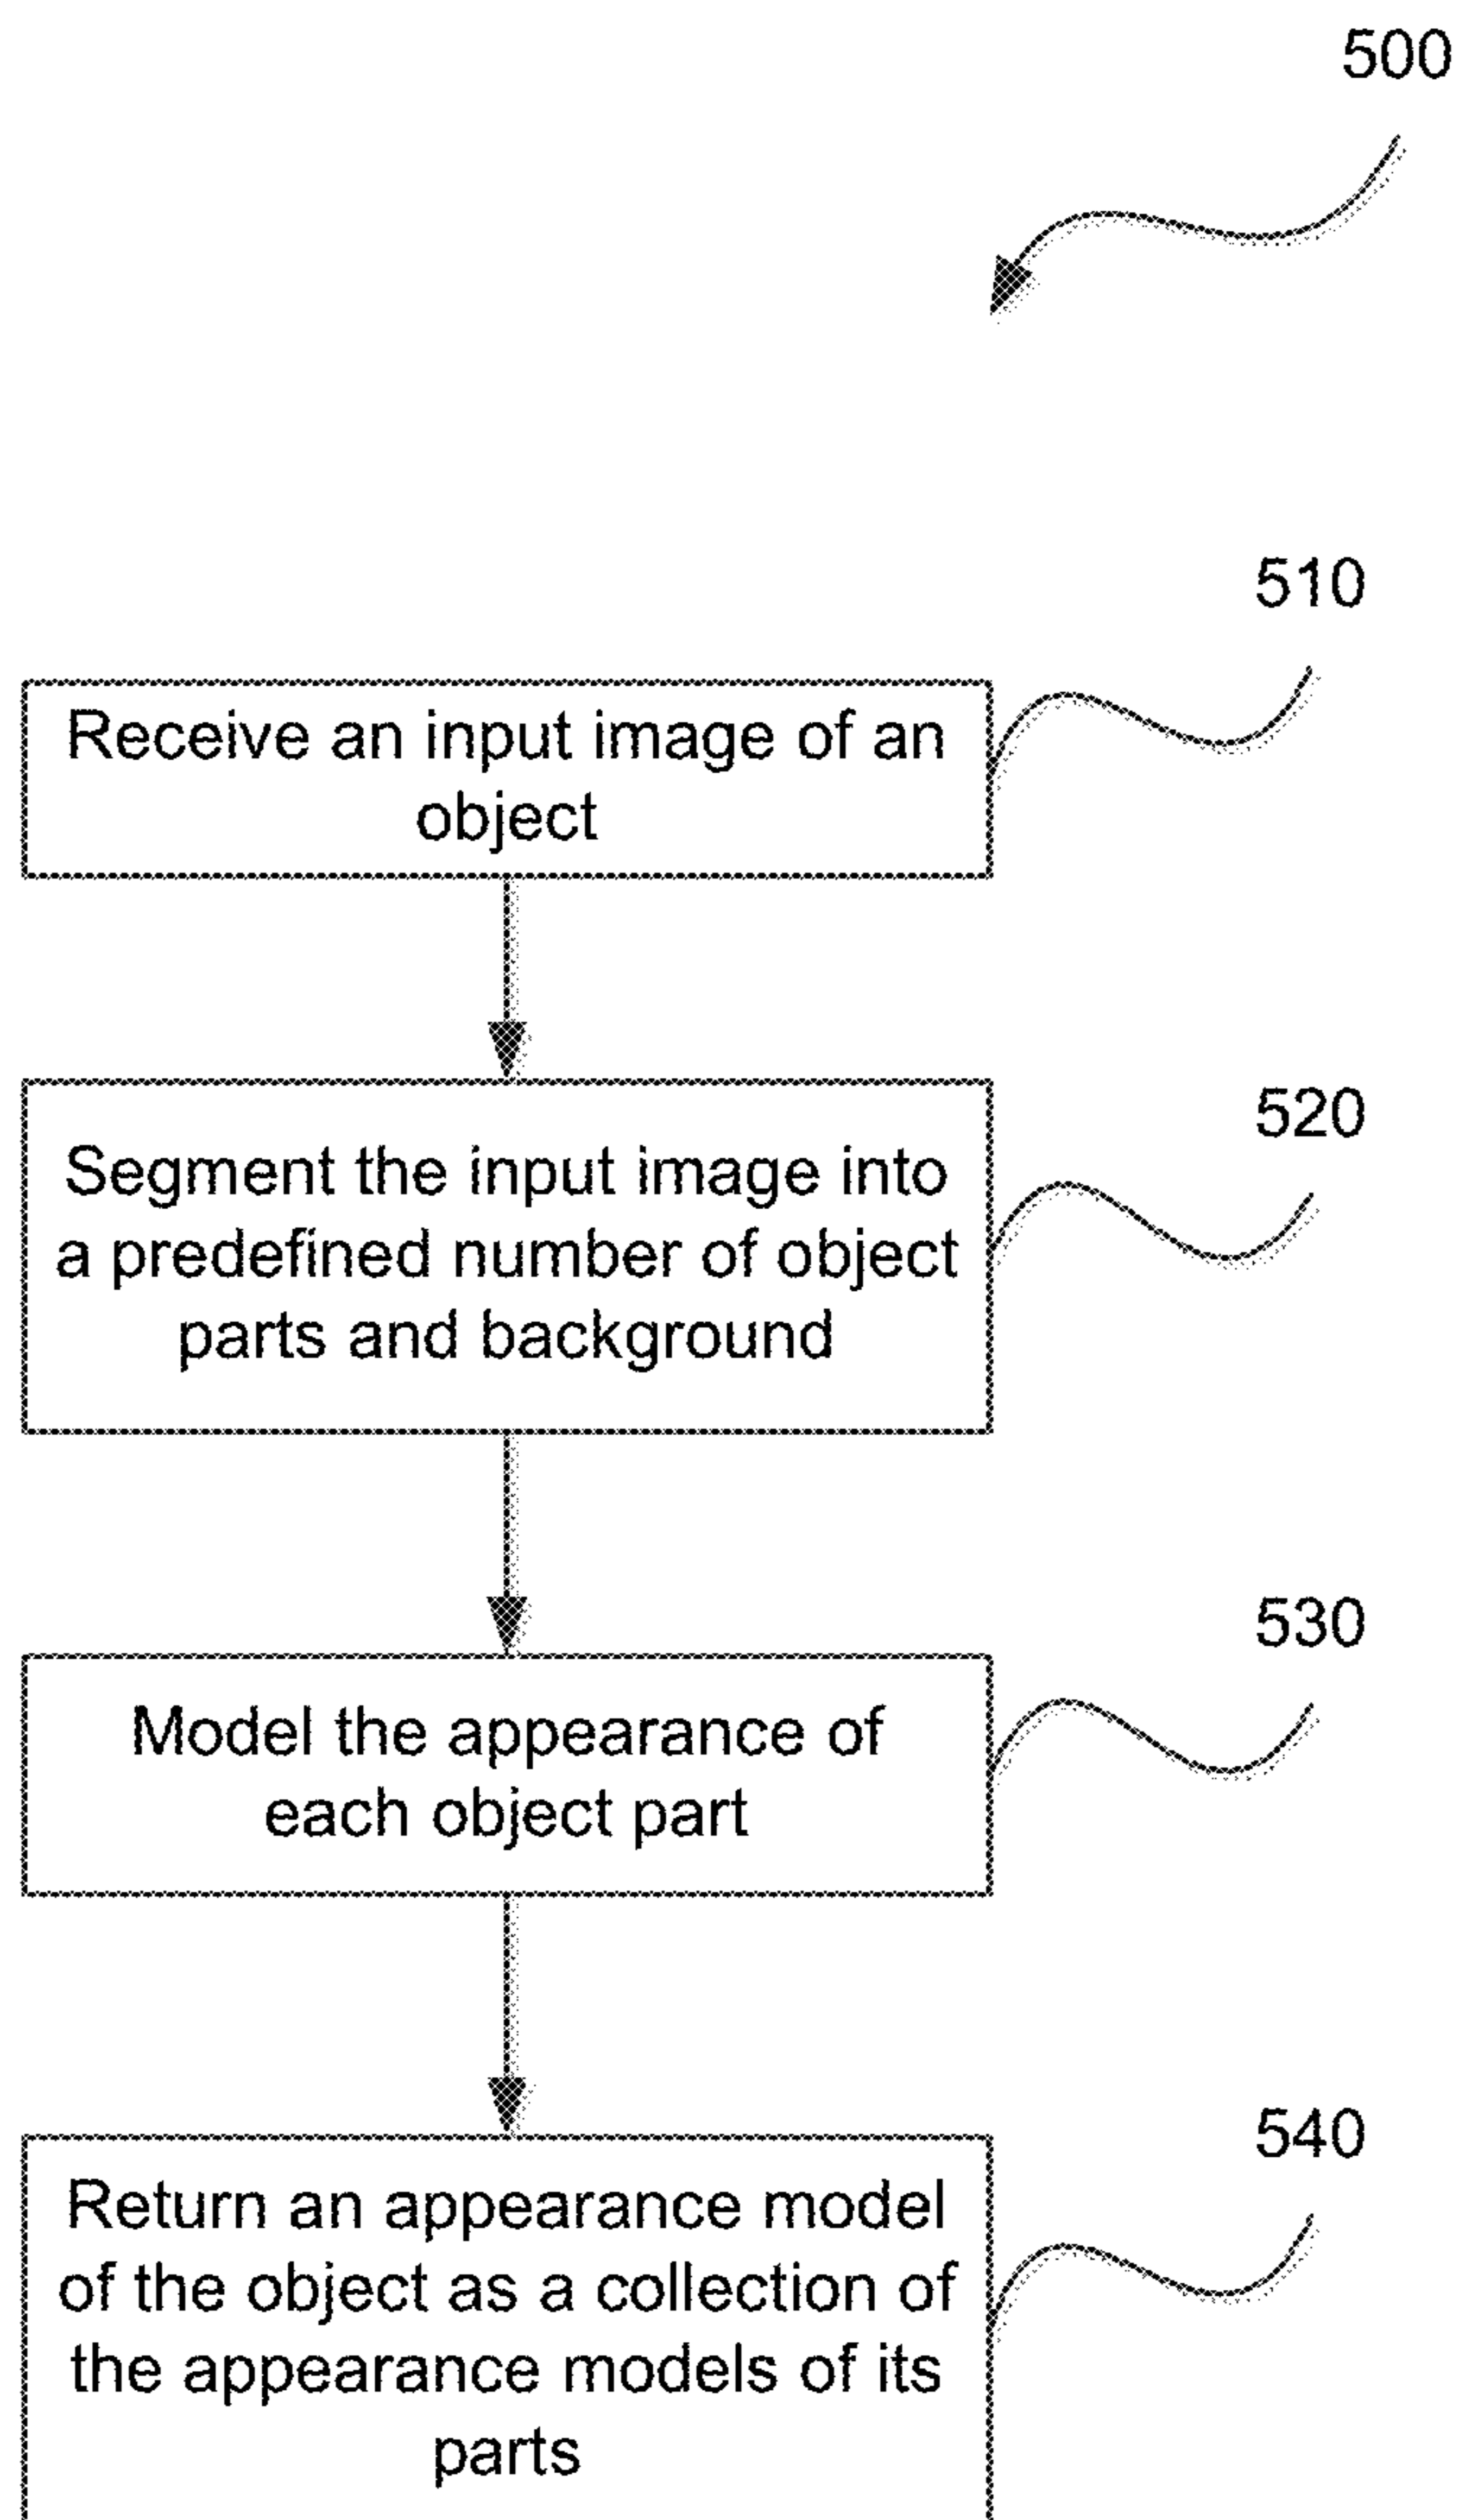 500
510
Receive an input image of an
object
520
Segment the input image into
a predefined number of object
parts and background
530
Model the appearance of
each object part
540
Return an appearance model
of the object as a collection of
the appearance models of its
parts